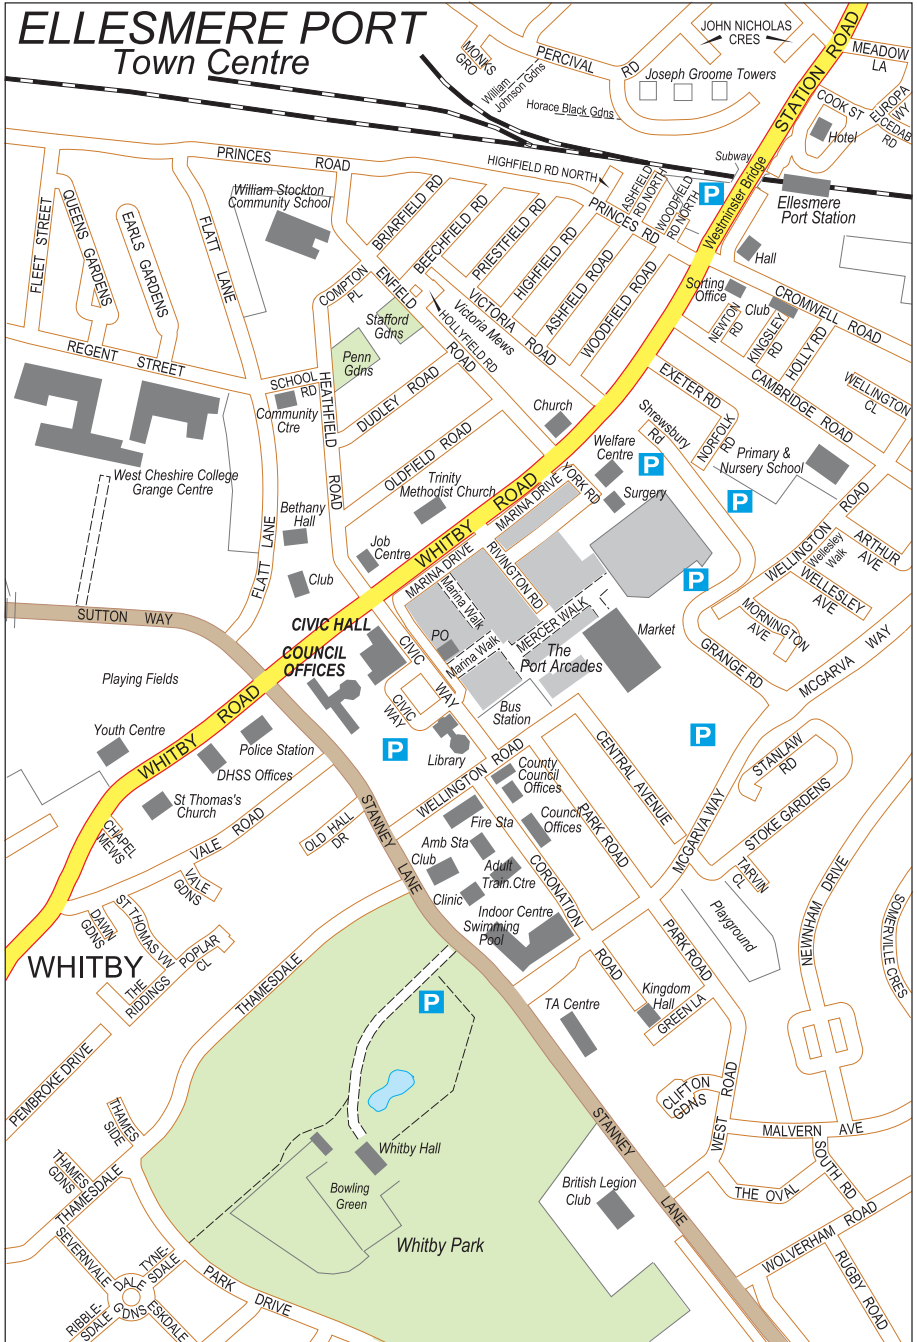 ELLESMERE PORT
Town Centre
JOHN NICHOLAS
CRES
STATION ROAD
MEADOW
LA
MONKS
GRO
PERCIVAL
RD
William
Johnson Gdns
Joseph Groome Towers
Horace Black Gdns
COOK ST
EUROPA
WY
ECEDAB
RD
Hotel
Subway
Westminster Bridge
Ellesmere
Port Station
PRINCES
ROAD
HIGHFIELD RD NORTH
ASHFIELD
RD NORTH
WOODFIELD
RD NORTH
PRINCES
RD
P
William Stockton
Community School
FLEET STREET
QUEENS GARDENS
EARLS GARDENS
FLATT LANE
BRIARFIELD RD
BEECHFIELD RD
PRIESTFIELD RD
HIGHFIELD RD
ASHFIELD ROAD
WOODFIELD ROAD
COMPTON
PL
ENFIELD
ROAD
Stafford
Gdns
Penn
Gdns
HOLLYFIELD RD
Victoria Mews
VICTORIA
ROAD
Hall
Sorting
Office
Club
NEWTON
RD
KINGSLEY
RD
HOLLY RD
CROMWELL ROAD
CAMBRIDGE ROAD
WELLINGTON
CL
REGENT STREET
SCHOOL
RD
HEATHFIELD
ROAD
Community
Ctre
DUDLEY ROAD
OLDFIELD ROAD
EXETER RD
Shrewsbury
Rd
NORFOLK
RD
Church
Welfare
Centre
P
Surgery
Primary &
Nursery School
P
West Cheshire College
Grange Centre
Trinity
Methodist Church
WHITBY ROAD
MARINA DRIVE
YORK RD
Bethany
Hall
Job
Centre
Club
FLATT LANE
MARINA DRIVE
Marina Walk
RIVINGTON RD
MERCER WALK
P
WELLINGTON ROAD
ARTHUR
AVE
Wellesley
Walk
WELLESLEY
AVE
MORNINGTON
AVE
SUTTON WAY
CIVIC HALL
COUNCIL
OFFICES
CIVIC
WAY
PO
Marina Walk
The
Port Arcades
Market
GRANGE RD
MCGARVA WAY
Playing Fields
WHITBY ROAD
CIVIC
WAY
Bus
Station
P
P
Youth Centre
Police Station
DHSS Offices
St Thomas's
Church
Library
WELLINGTON ROAD
County
Council
Offices
CENTRAL AVENUE
STANLAW
RD
STOKE GARDENS
CHAPEL
MEWS
VALE ROAD
OLD HALL
DR
STANNEY
LANE
Fire Sta
Council
Offices
PARK ROAD
MCGARVA WAY
Amb Sta
Club
Adult
Train.Ctre
Clinic
CORONATION
ROAD
TARVIN
CL
NEWNHAM DRIVE
SOMERVILLE CRES
VALE
GDNS
DAWN
GDNS
ST THOMAS VW
POPLAR
CL
THE
RIDDINGS
Indoor Centre
Swimming
Pool
PARK ROAD
Playground
WHITBY
THAMESDALE
P
TA Centre
Kingdom
Hall
GREEN LA
PEMBROKE DRIVE
CLIFTON
GDNS
WEST ROAD
MALVERN AVE
THAMES
SIDE
THAMES
GDNS
THAMESDALE
Whitby Hall
Bowling
Green
STANNEY
LANE
British Legion
Club
SOUTH RD
THE OVAL
Whitby Park
WOLVERHAM ROAD
RUGBY ROAD
SEVERNVALE
TYNE-
SDALE
DALE
GDNS
RIBBLE-
SDALE
ESKDALE
PARK
DRIVE